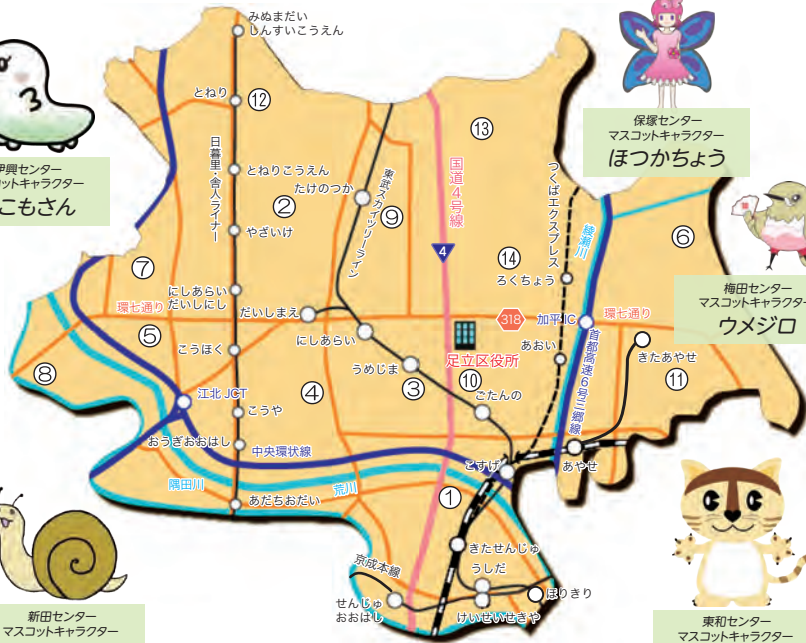 みぬまだい
しんすいこうえん
とねり
⑫
⑬
保塚センター
マスコットキャラクター
ほつかちょう
マスコットキャラクター
こもさん
日暮里・舎人ライナー
とねりこうえん
たけのつか
②
東武スカイツリーライン
⑨
国道4号線
つくばエクスプレス
綾瀬川
⑥
やざいけ
4
⑭
ろくちょう
⑦
梅田センター
マスコットキャラクター
ウメジロ
にしあらい
だいしにし
環七通り
だいしまえ
318
加平IC
環七通り
⑤
にしあらい
足立区役所
こうほく
うめじま
③
あおい
首都高速6号三郷線
きたあやせ
⑧
④
⑩
⑪
江北JCT
こうや
ごたんの
おうぎおおはし
中央環状線
こすげ
あやせ
隅田川
荒川
①
あだちおだい
きたせんじゅ
京成本線
うしだ
せんじゅ
おおはし
けいせいせきや
ほりきり
新田センター
マスコットキャラクター
東和センター
マスコットキャラクター